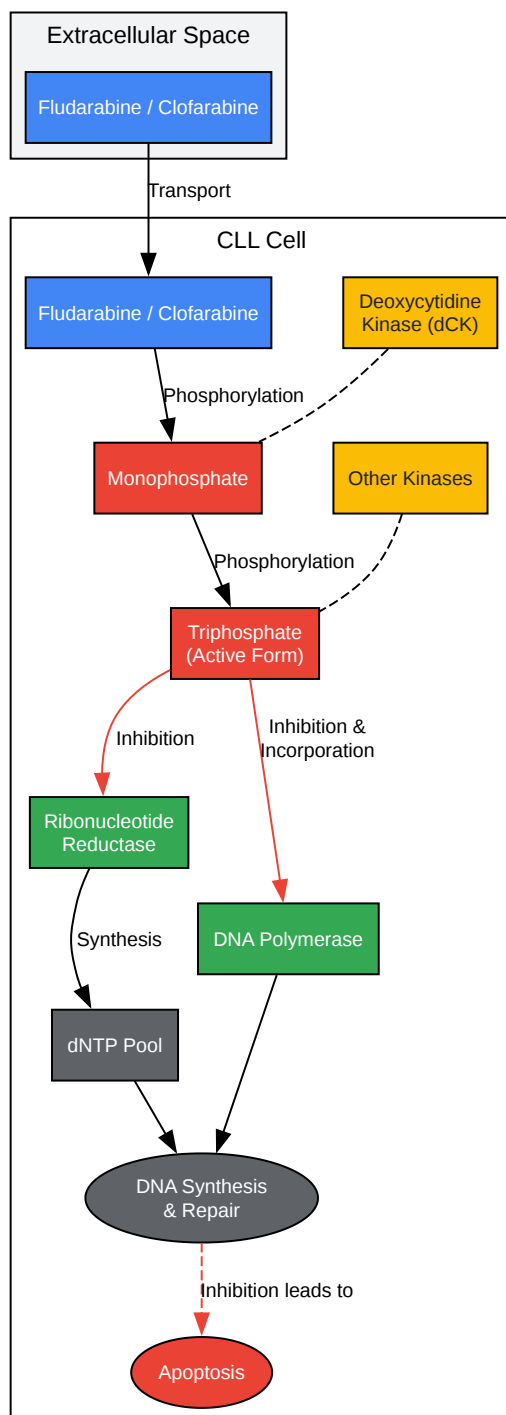 Extracellular Space
Fludarabine / Clofarabine
Transport
CLL Cell
Fludarabine / Clofarabine
Deoxycytidine
Kinase (dCK)
Phosphorylation
Monophosphate
Other Kinases
Phosphorylation
Triphosphate
(Active Form)
Inhibition
Inhibition &
Incorporation
Ribonucleotide
Reductase
Synthesis
DNA Polymerase
dNTP Pool
DNA Synthesis
& Repair
Inhibition leads to
Apoptosis